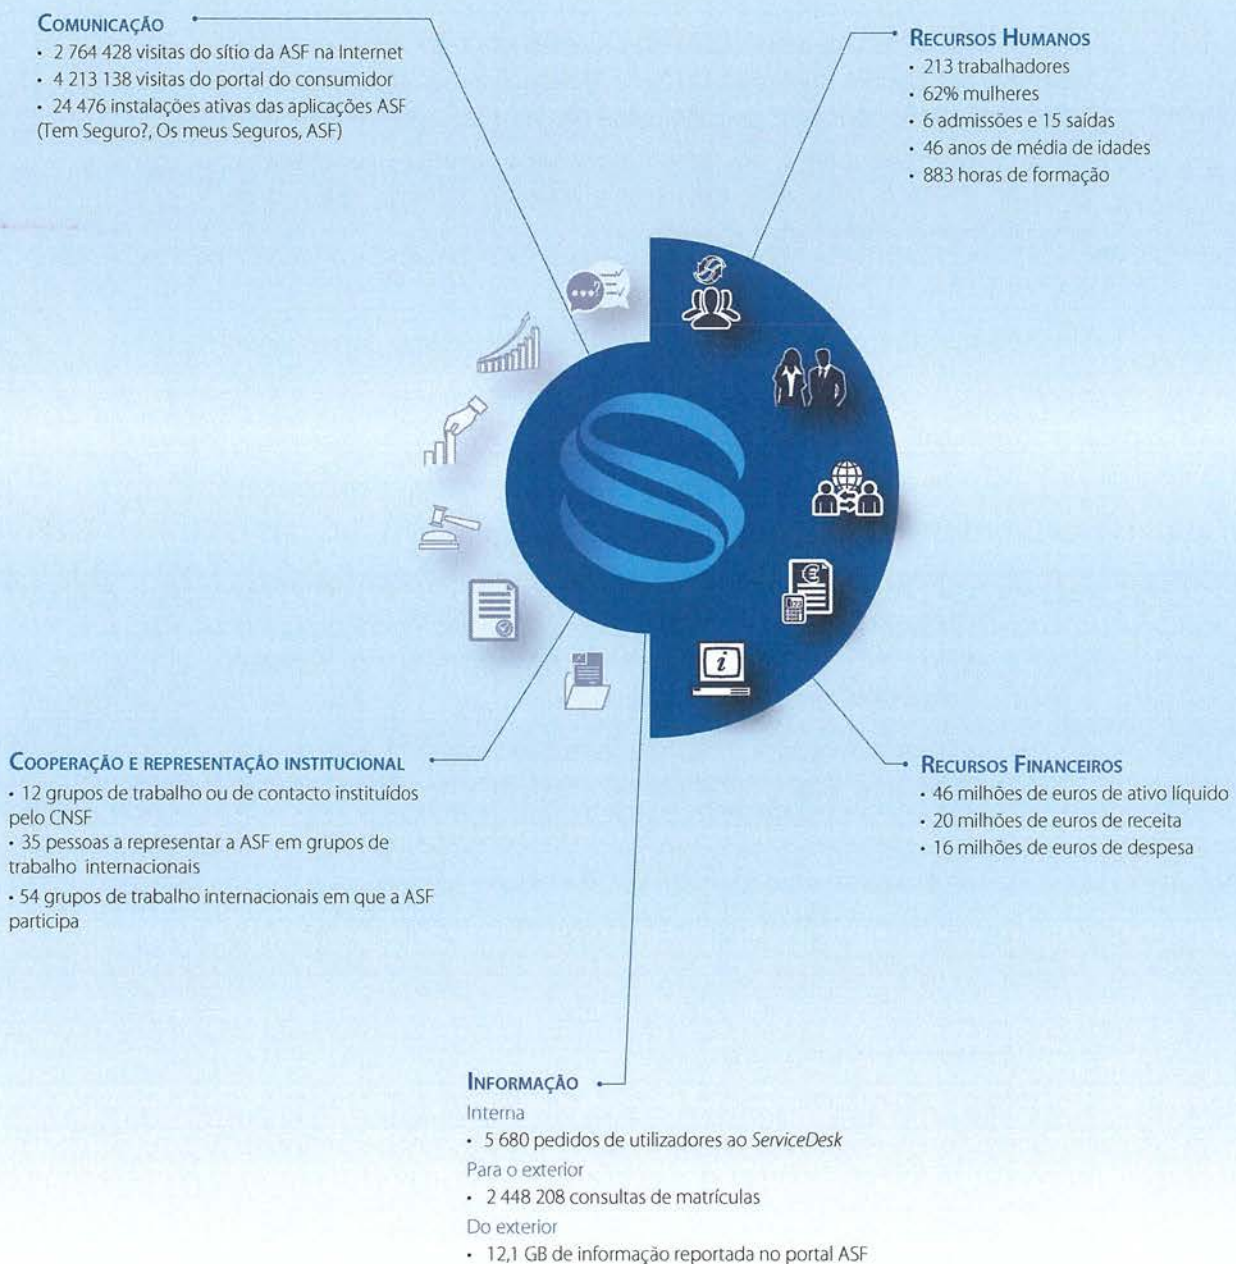 COMUNICAÇÃO
• 2 764 428 visitas do sítio da ASF na Internet
• 4 213 138 visitas do portal do consumidor
• 24 476 instalações ativas das aplicações ASF
(Tem Seguro?, Os meus Seguros, ASF)
RECURSOS HUMANOS
• 213 trabalhadores
• 62% mulheres
• 6 admissões e 15 saídas
• 46 anos de média de idades
• 883 horas de formação
COOPERAÇÃO E REPRESENTAÇÃO INSTITUCIONAL
• 12 grupos de trabalho ou de contacto instituídos
pelo CNSF
• 35 pessoas a representar a ASF em grupos de
trabalho internacionais
• 54 grupos de trabalho internacionais em que a ASF
participa
RECURSOS FINANCEIROS
• 46 milhões de euros de ativo líquido
• 20 milhões de euros de receita
• 16 milhões de euros de despesa
INFORMAÇÃO
Interna
• 5 680 pedidos de utilizadores ao ServiceDesk
Para o exterior
• 2 448 208 consultas de matrículas
Do exterior
• 12,1 GB de informação reportada no portal ASF